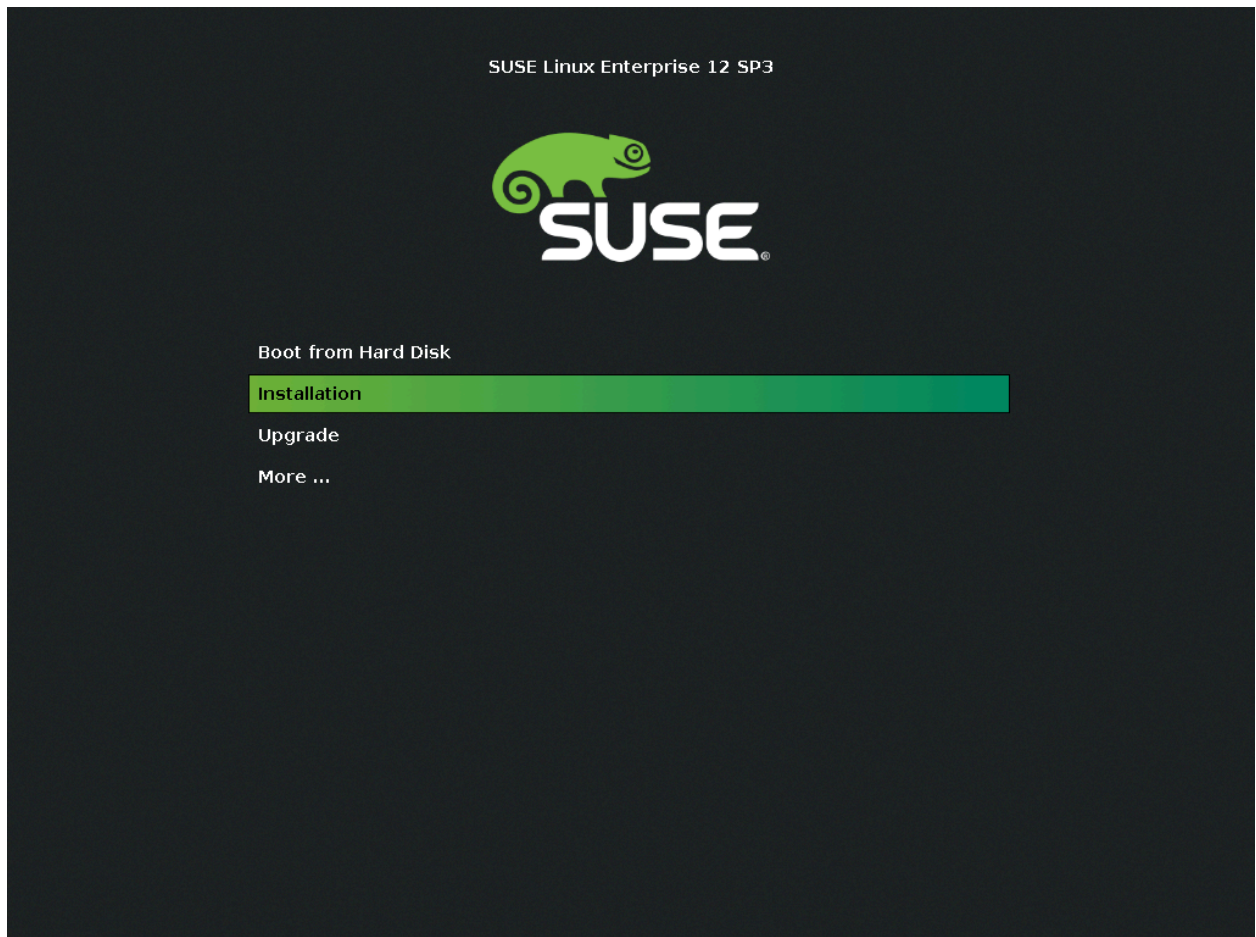 SUSE Linux Enterprise 12 SP3
SUSE®
Boot from Hard Disk
Installation
Upgrade
More ...